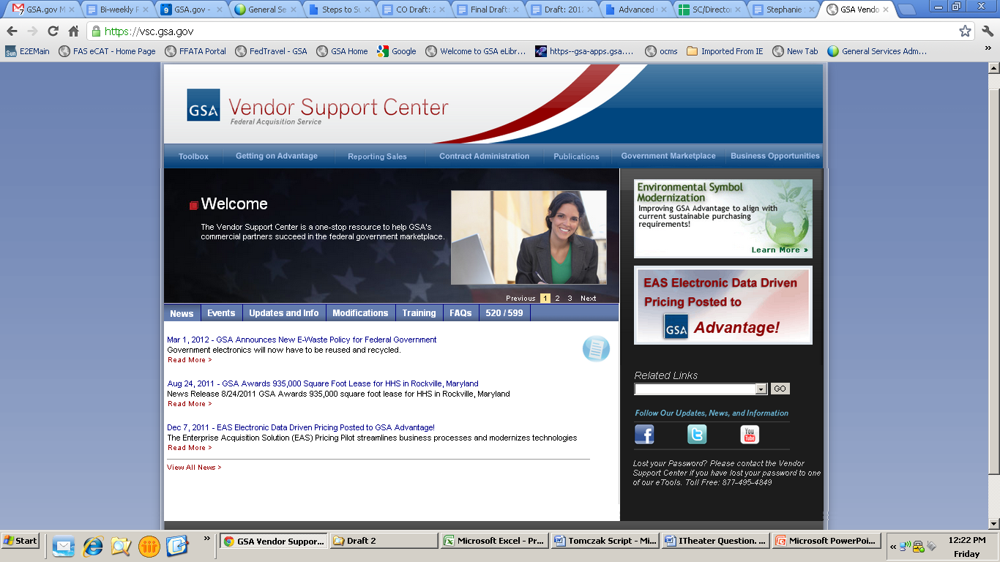 GSA.gov M
Bi-weekly F
GSA.gov -
General Se
Steps to Su
CO Draft: 2
Final Draft:
Draft: 2012
Advanced
SC/Directo
Stephanie
GSA Vendo
https://vsc.gsa.gov
E2EMain
FAS eCAT - Home Page
FFATA Portal
FedTravel - GSA
GSA Home
Google
Welcome to GSA eLibr...
https--gsa-apps.gsa....
ocms
Imported From IE
New Tab
General Services Adm...
»
GSA
Vendor Support Center
Federal Acquisition Service
Toolbox
Getting on Advantage
Reporting Sales
Contract Administration
Publications
Government Marketplace
Business Opportunities
Welcome
The Vendor Support Center is a one-stop resource to help GSA's
commercial partners succeed in the federal government marketplace.
Previous 1 2 3 Next
News
Events
Updates and Info
Modifications
Training
FAQs
520 / 599
Mar 1, 2012 - GSA Announces New E-Waste Policy for Federal Government
Government electronics will now have to be reused and recycled.
Read More >
Aug 24, 2011 - GSA Awards 935,000 Square Foot Lease for HHS in Rockville, Maryland
News Release 8/24/2011 GSA Awards 935,000 square foot lease for HHS in Rockville, Maryland
Read More >
Dec 7, 2011 - EAS Electronic Data Driven Pricing Posted to GSA Advantage!
The Enterprise Acquisition Solution (EAS) Pricing Pilot streamlines business processes and modernizes technologies
Read More >
View All News >
Environmental Symbol
Modernization
Improving GSA Advantage to align with
current sustainable purchasing
requirements!
Learn More »
EAS Electronic Data Driven
Pricing Posted to
GSA Advantage!
Related Links
GO
Follow Our Updates, News, and Information
You Tube
Lost your Password? Please contact the Vendor
Support Center if you have lost your password to one
of our eTools. Toll Free: 877-495-4849
Start
»
GSA Vendor Suppor...
Draft 2
Microsoft Excel - Pr...
Tomczak Script - Mi...
ITheater Question. ...
Microsoft PowerPoi...
«
12:22 PM
Friday